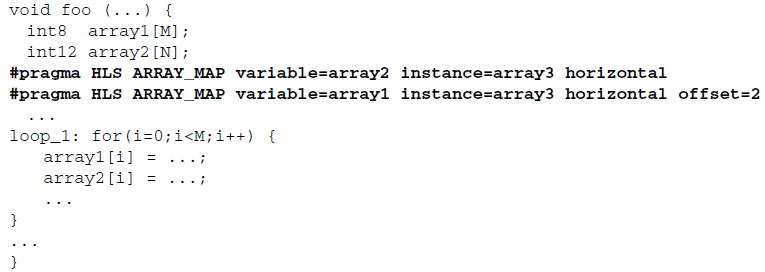 void foo (...) {
  int8  array1[M];
  int12 array2[N];
#pragma HLS ARRAY_MAP variable=array2 instance=array3 horizontal
#pragma HLS ARRAY_MAP variable=array1 instance=array3 horizontal offset=2
  ...
loop_1: for(i=0;i<M;i++) {
    array1[i] = ...;
    array2[i] = ...;
    ...
}
...
}